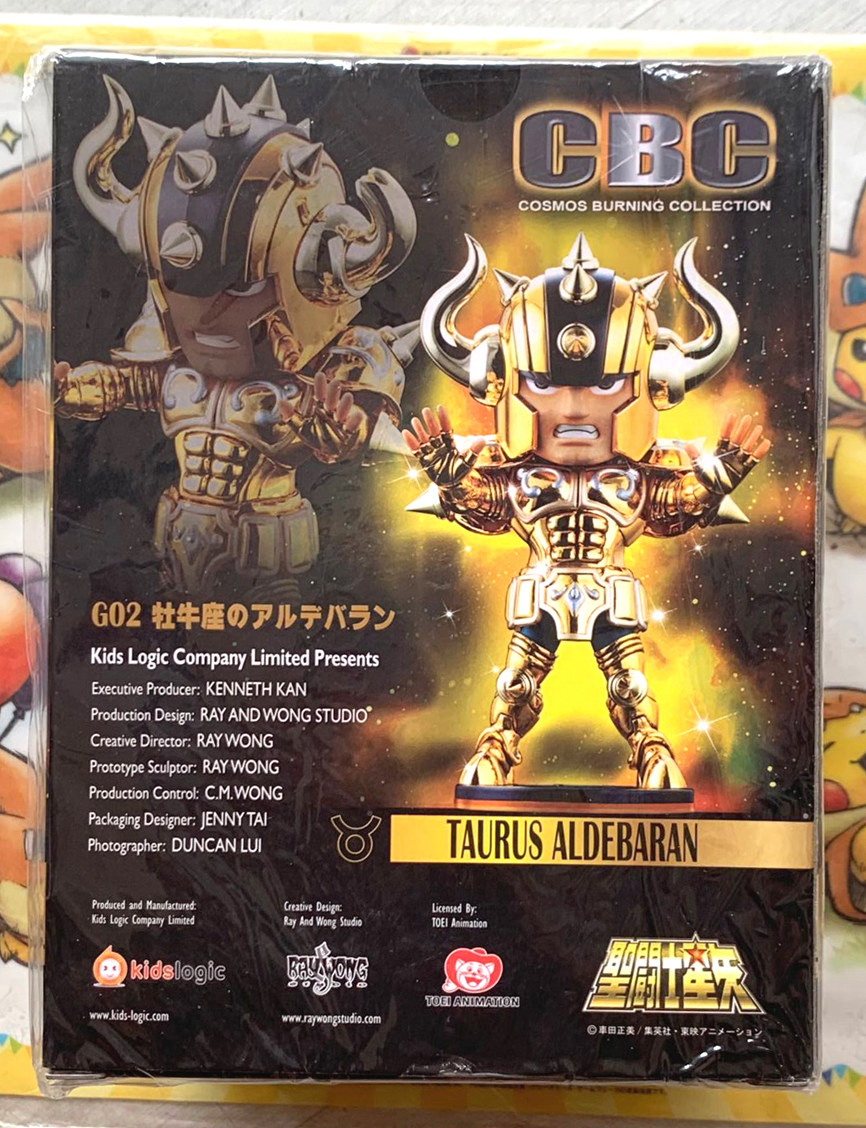 CBC
COSMOS BURNING COLLECTION
G02 牡牛座のアルデバラン
Kids Logic Company Limited Presents
Executive Producer: KENNETH KAN
Production Design: RAY AND WONG STUDIO
Creative Director: RAY WONG
Prototype Sculptor: RAY WONG
Production Control: C.M.WONG
Packaging Designer: JENNY TAI
Photographer: DUNCAN LUI
TAURUS ALDEBARAN
Produced and Manufactured:
Kids Logic Company Limited
Creative Design:
Ray And Wong Studio
Licensed By:
TOEI Animation
kidslogic
RAY WONG
TOEI ANIMATION
聖闘士星矢
www.kids-logic.com
www.raywongstudio.com
©車田正美/集英社・東映アニメーション